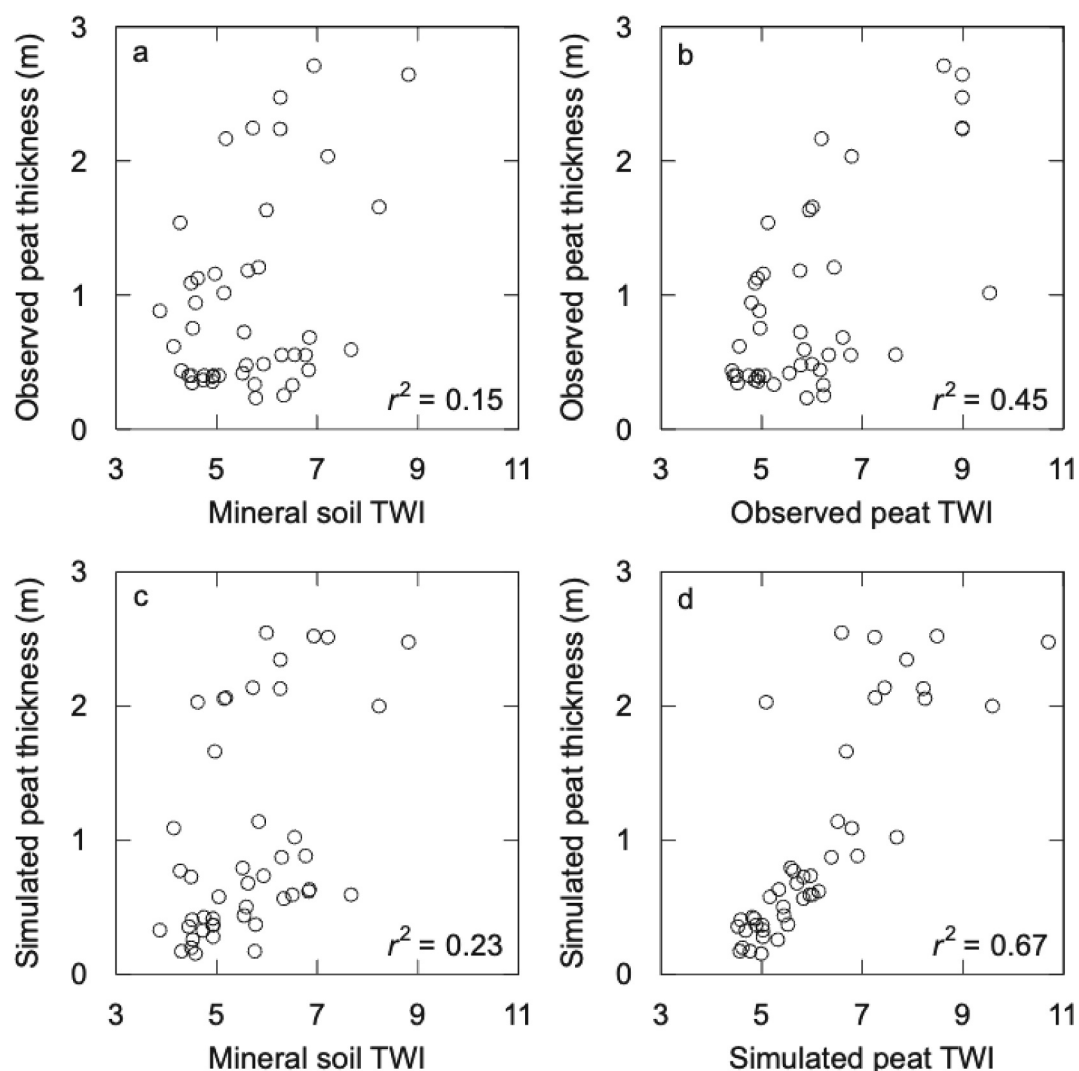 a
Observed peat thickness (m)
3
2
1
0
r² = 0.15
3 5 7 9 11
Mineral soil TWI
b
Observed peat thickness (m)
3
2
1
0
r² = 0.45
3 5 7 9 11
Observed peat TWI
c
Simulated peat thickness (m)
3
2
1
0
r² = 0.23
3 5 7 9 11
Mineral soil TWI
d
Simulated peat thickness (m)
3
2
1
0
r² = 0.67
3 5 7 9 11
Simulated peat TWI